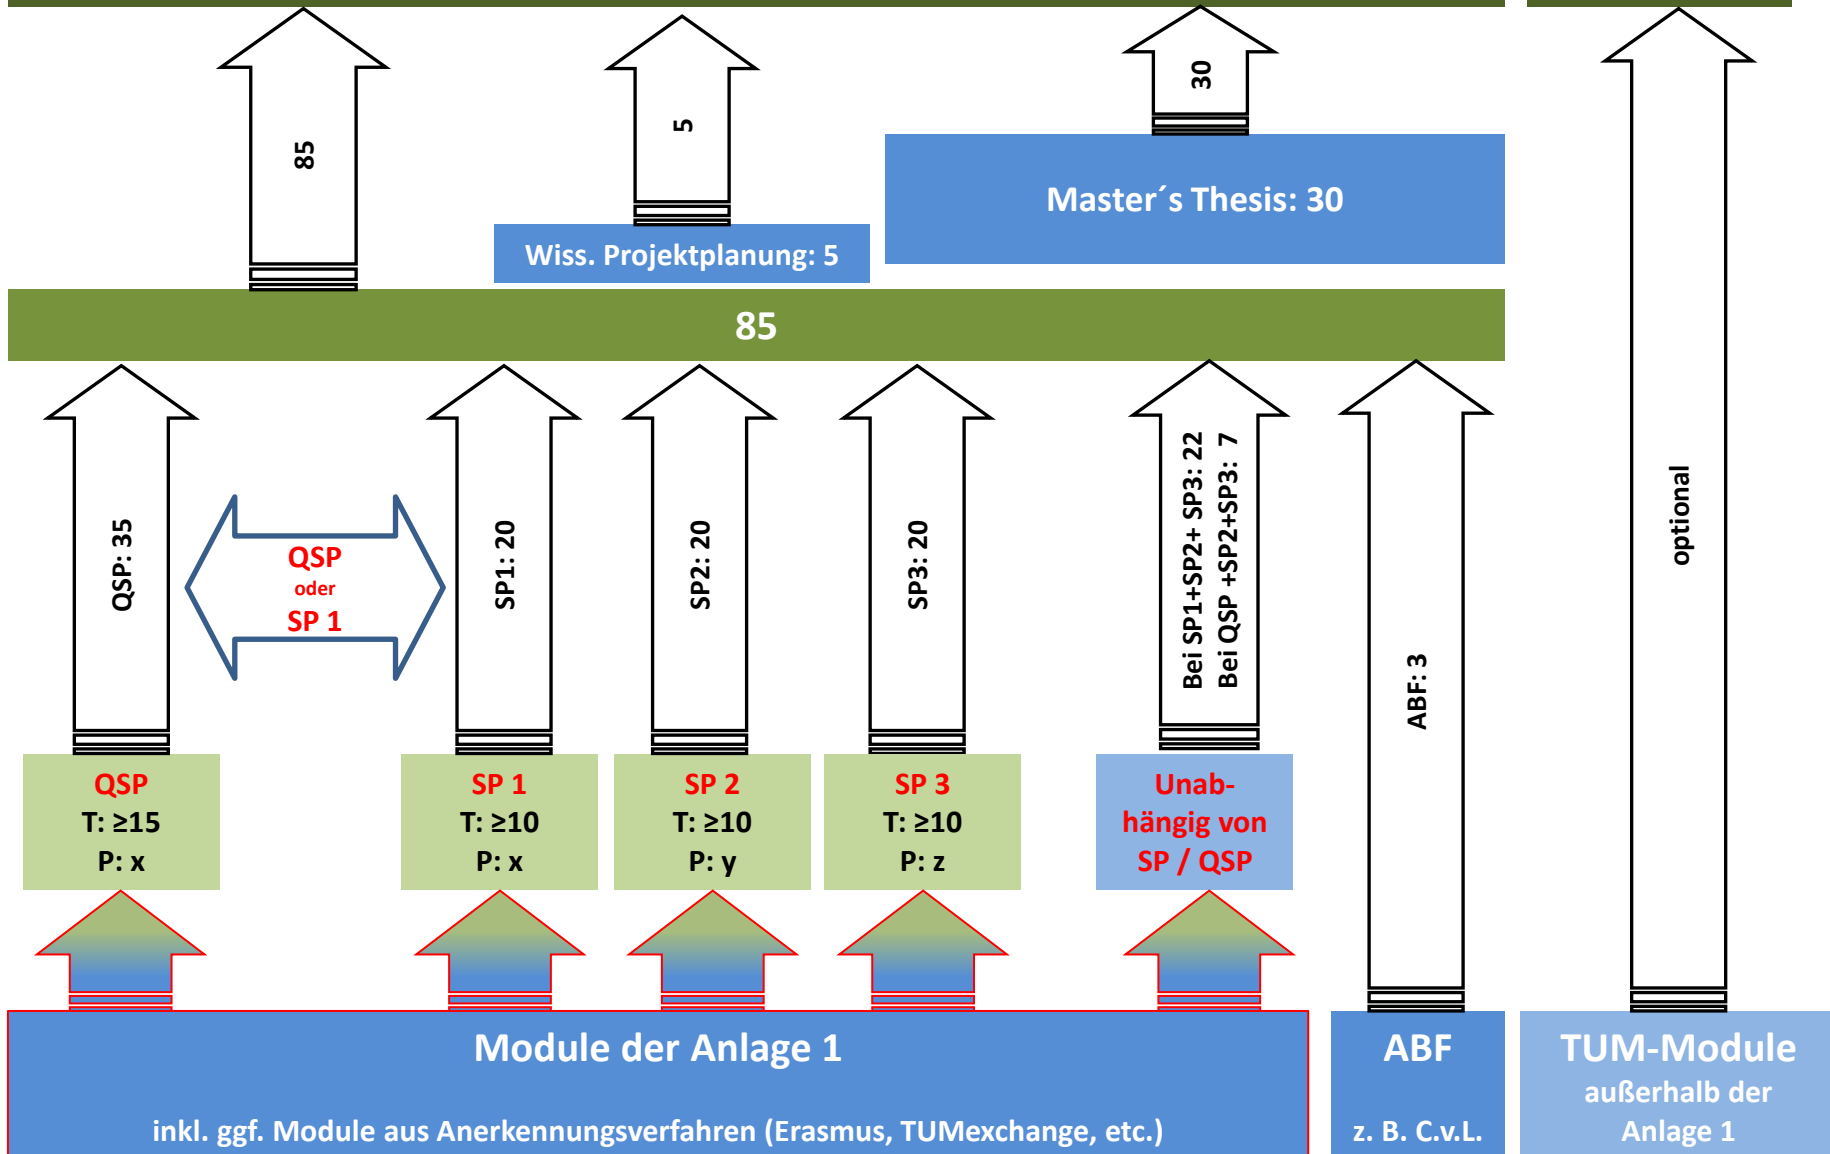 85
5
30
Master´s Thesis: 30
Wiss. Projektplanung: 5
85
QSP: 35
QSP
oder
SP 1
SP1: 20
SP2: 20
SP3: 20
Bei SP1+SP2+ SP3: 22
Bei QSP +SP2+SP3: 7
ABF: 3
optional
QSP
T: ≥15
P: x
SP 1
T: ≥10
P: x
SP 2
T: ≥10
P: y
SP 3
T: ≥10
P: z
Unab-
hängig von
SP / QSP
Module der Anlage 1
inkl. ggf. Module aus Anerkennungsverfahren (Erasmus, TUMexchange, etc.)
ABF
z. B. C.v.L.
TUM-Module
außerhalb der
Anlage 1